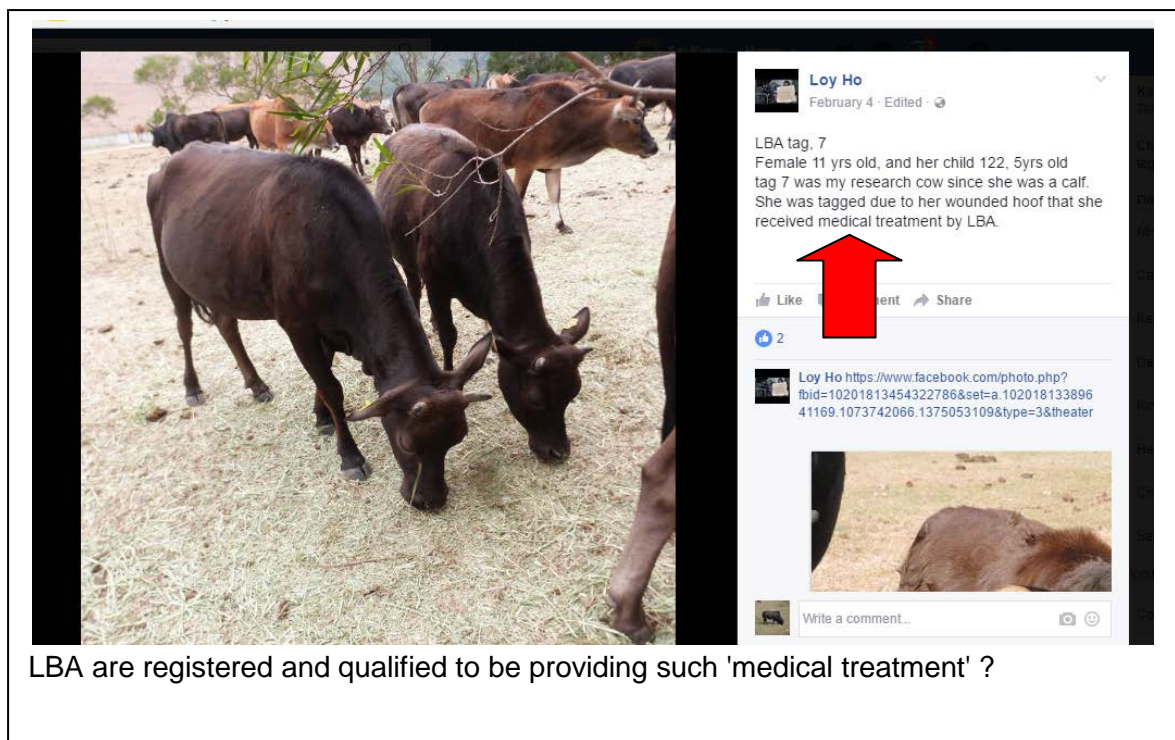 Loy Ho
February 4 · Edited ·
LBA tag, 7
Female 11 yrs old, and her child 122, 5yrs old
tag 7 was my research cow since she was a calf.
She was tagged due to her wounded hoof that she
received medical treatment by LBA.
Like
Share
2
Loy Ho https://www.facebook.com/photo.php?
fbid=10201813454322786&set=a.102018133896
41169.1073742066.1375053109&type=3&theater
Write a comment...
LBA are registered and qualified to be providing such 'medical treatment' ?